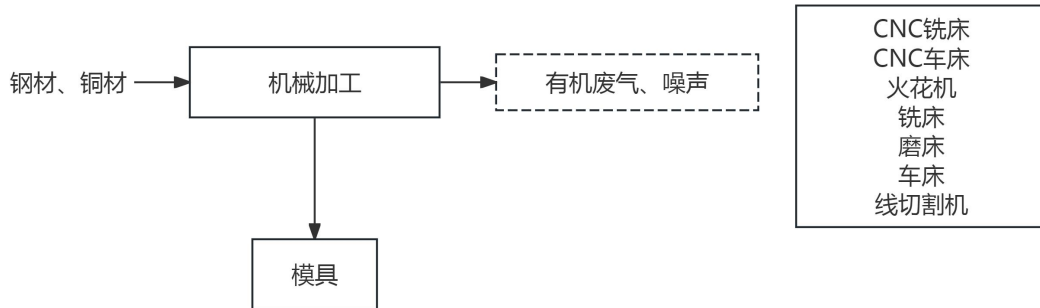 钢材、铜材
机械加工
有机废气、噪声
模具
CNC铣床
CNC车床
火花机
铣床
磨床
车床
线切割机